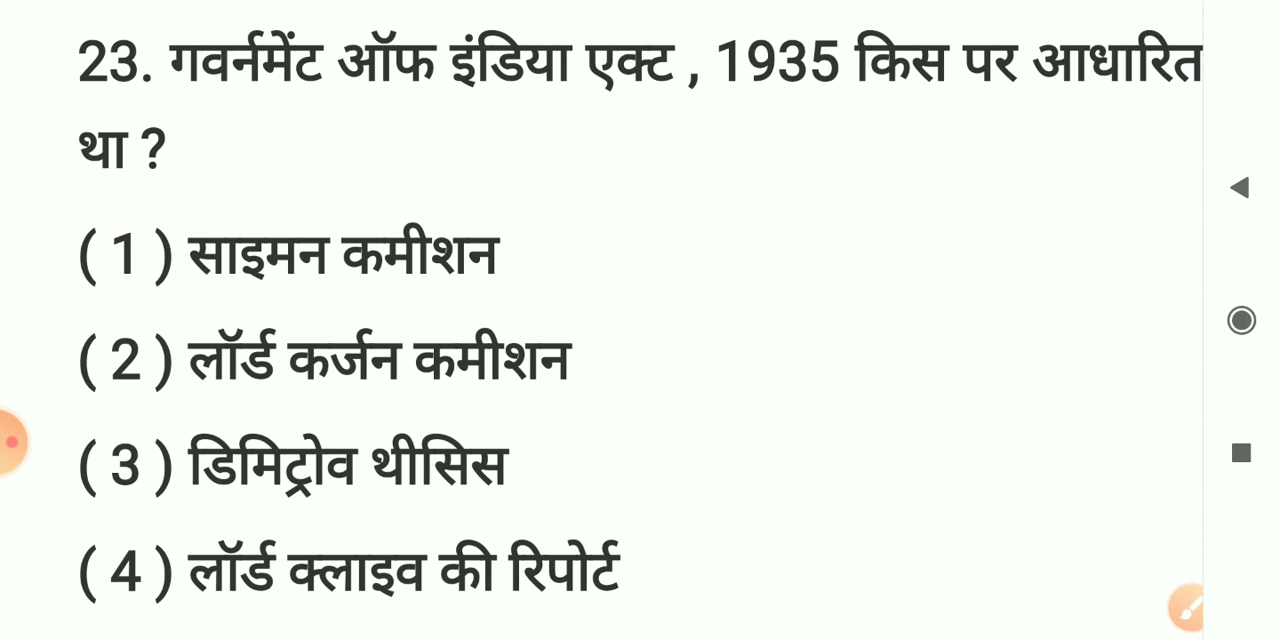 23. गवर्नमेंट ऑफ इंडिया एक्ट , 1935 किस पर आधारित
था ?
( 1 ) साइमन कमीशन
( 2 ) लॉर्ड कर्जन कमीशन
( 3 ) डिमिट्रोव थीसिस
( 4 ) लॉर्ड क्लाइव की रिपोर्ट